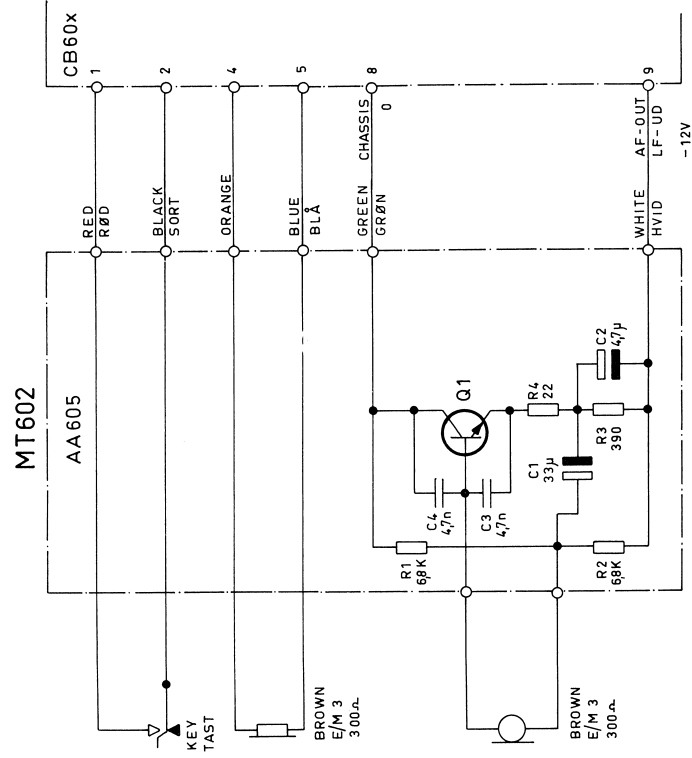 CB60x
1
2
4
5
8
9
CHASSIS
0
AF-OUT
LF-UD
-12V
RED
RØD
BLACK
SORT
ORANGE
BLUE
BLÅ
GREEN
GRØN
WHITE
HVID
MT602
AA605
Q1
R4
22
C2
4,7μ
R3
390
C1
33μ
C4
4,7n
C3
4,7n
R1
6,8K
R2
6,8K
KEY
TAST
BROWN
E/M 3
300Ω
BROWN
E/M 3
300Ω